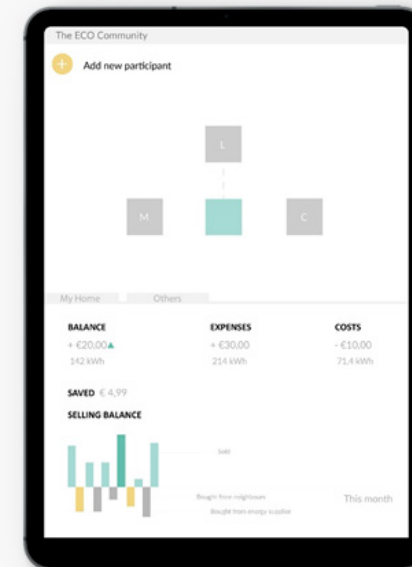 The ECO Community
+ Add new participant
L
M C
My Home Others
BALANCE EXPENSES COSTS
+ €20,00▲ + €30,00 - €10,00
142 kWh 214 kWh 71,4 kWh
SAVED € 4,99
SELLING BALANCE
Sold
Bought from neighbours
This month
Bought from energy supplier